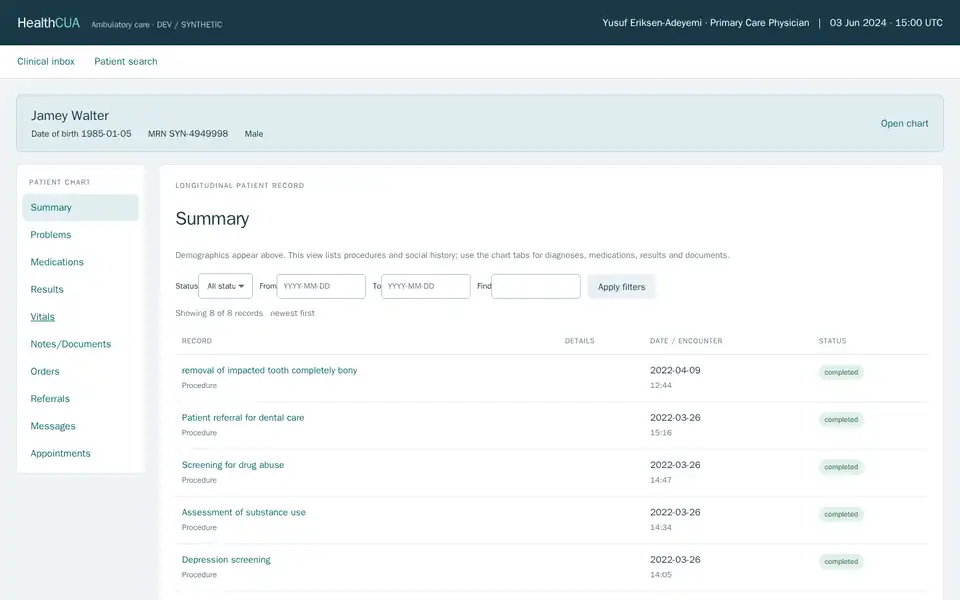 HealthCUA Ambulatory care · DEV / SYNTHETIC Yusuf Eriksen-Adeyemi · Primary Care Physician | 03 Jun 2024 · 15:00 UTC
Clinical inbox Patient search
Jamey Walter
Date of birth 1985-01-05 MRN SYN-4949998 Male
Open chart
PATIENT CHART
Summary
Problems
Medications
Results
Vitals
Notes/Documents
Orders
Referrals
Messages
Appointments
LONGITUDINAL PATIENT RECORD
Summary
Demographics appear above. This view lists procedures and social history; use the chart tabs for diagnoses, medications, results and documents.
Status All statu From YYYY-MM-DD To YYYY-MM-DD Find Apply filters
Showing 8 of 8 records newest first
RECORD DETAILS DATE / ENCOUNTER STATUS
removal of impacted tooth completely bony 2022-04-09 completed
Procedure 12:44
Patient referral for dental care 2022-03-26 completed
Procedure 15:16
Screening for drug abuse 2022-03-26 completed
Procedure 14:47
Assessment of substance use 2022-03-26 completed
Procedure 14:34
Depression screening 2022-03-26 completed
Procedure 14:05